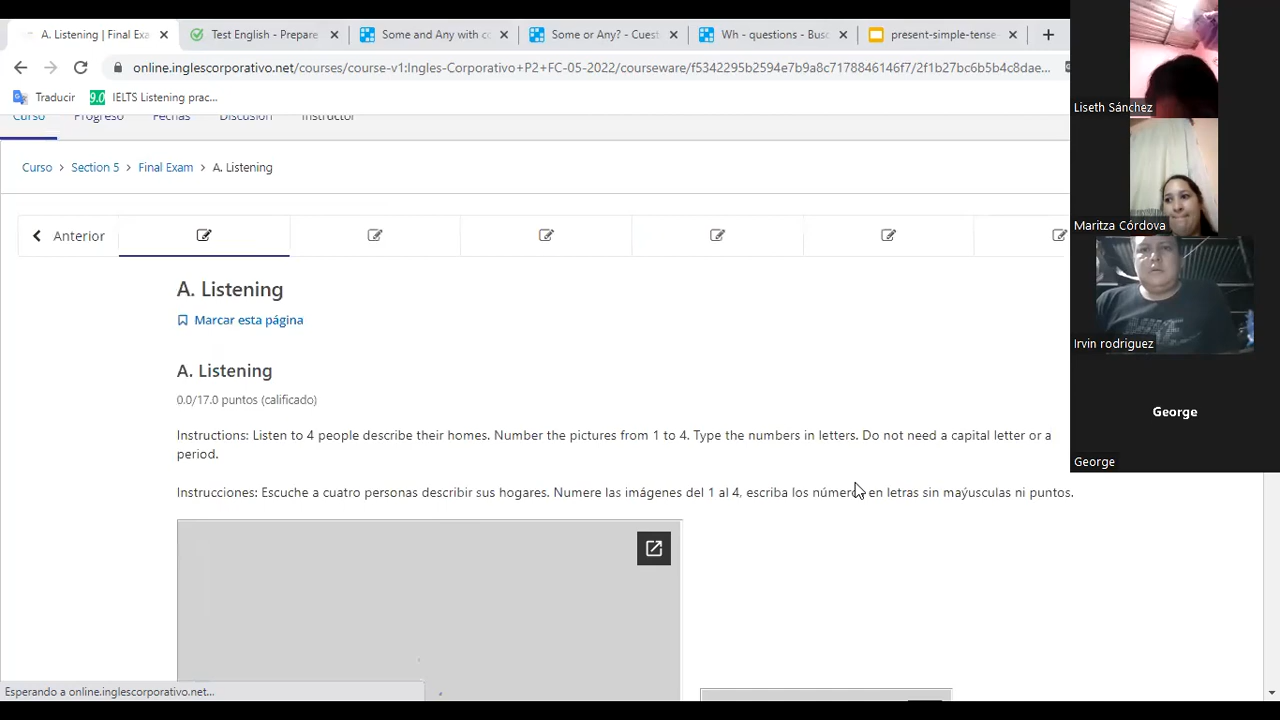 A. Listening | Final Exa
Test English - Prepare
Some and Any with co
Some or Any? - Cuest
Wh - questions - Busc
present-simple-tense
online.inglescorporativo.net/courses/course-v1:Ingles-Corporativo+P2+FC-05-2022/courseware/f5342295b2594e7b9a8c7178846146f7/2f1b27bc6b5b4c8dae...
Traducir
9.0 IELTS Listening prac...
Curso Progreso Fechas Discusión Instructor
Curso > Section 5 > Final Exam > A. Listening
Anterior
A. Listening
Marcar esta página
A. Listening
0.0/17.0 puntos (calificado)
Instructions: Listen to 4 people describe their homes. Number the pictures from 1 to 4. Type the numbers in letters. Do not need a capital letter or a
period.
Instrucciones: Escuche a cuatro personas describir sus hogares. Numere las imágenes del 1 al 4, escriba los números en letras sin maýusculas ni puntos.
Esperando a online.inglescorporativo.net...
Liseth Sánchez
Maritza Córdova
Irvin rodriguez
George
George